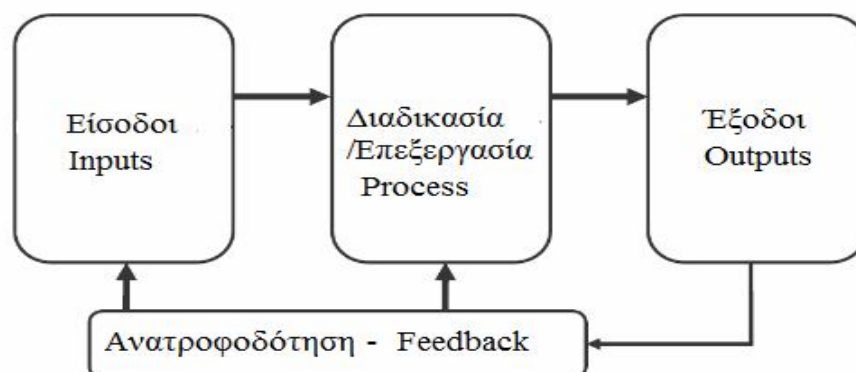 Είσοδοι
Inputs
Διαδικασία
/Επεξεργασία
Process
Έξοδοι
Outputs
Ανατροφοδότηση - Feedback